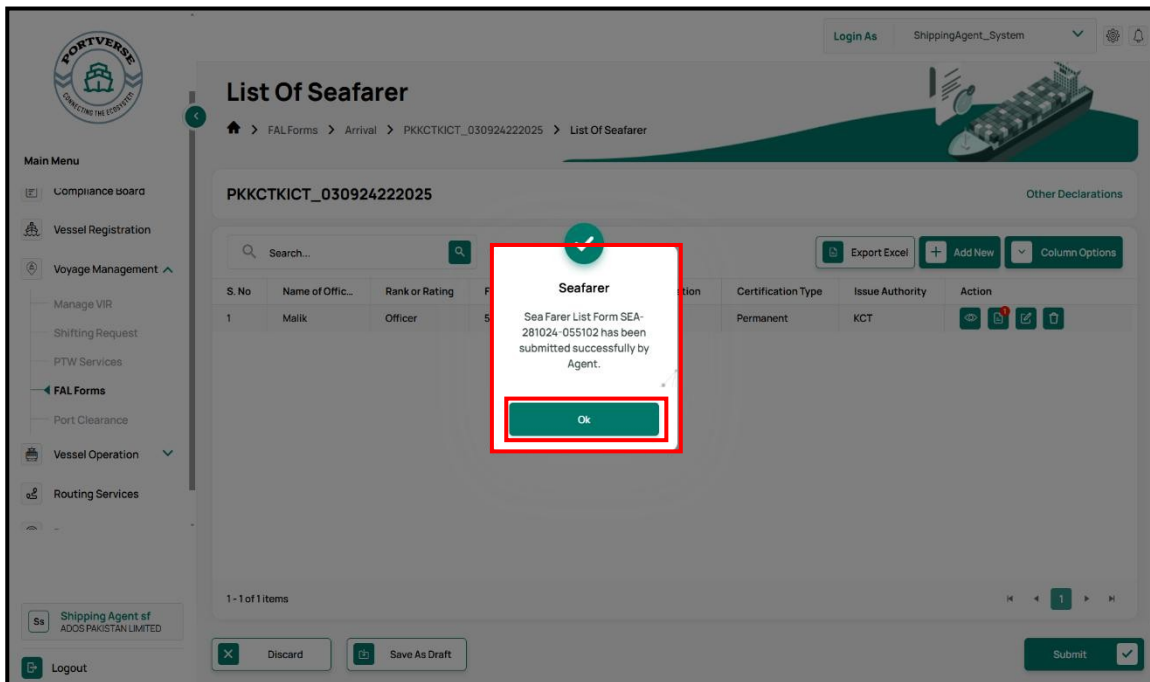 PORTVERSE
CONNECTING THE ECOSYSTEM
Login As ShippingAgent_System
List Of Seafarer
> FAL Forms > Arrival > PKKCTKICT_030924222025 > List Of Seafarer
Main Menu
Compliance Board
Vessel Registration
Voyage Management
Manage VIR
Shifting Request
PTW Services
FAL Forms
Port Clearance
Vessel Operation
Routing Services
Ss
Shipping Agent sf
ADOS PAKISTAN LIMITED
Logout
PKKCTKICT_030924222025 Other Declarations
Search... Export Excel Add New Column Options
S. No Name of Offic... Rank or Rating Certification Type Issue Authority Action
1 Malik Officer 5 Permanent KCT 1
Seafarer
Sea Farer List Form SEA-
281024-055102 has been
submitted successfully by
Agent.
Ok
1 - 1 of 1 items 1
Discard Save As Draft Submit